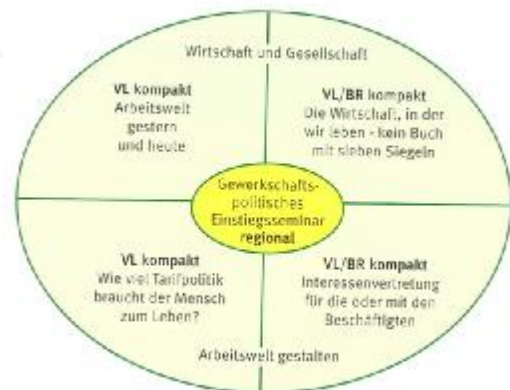 Wirtschaft und Gesellschaft
VL kompakt
Arbeitswelt
gestern
und heute
VL/BR kompakt
Die Wirtschaft, in der
wir leben - kein Buch
mit sieben Siegeln
Gewerkschafts-
politisches
Einstiegsseminar
regional
VL kompakt
Wie viel Tarifpolitik
braucht der Mensch
zum Leben?
VL/BR kompakt
Interessenvertretung
für die oder mit den
Beschäftigten
Arbeitswelt gestalten